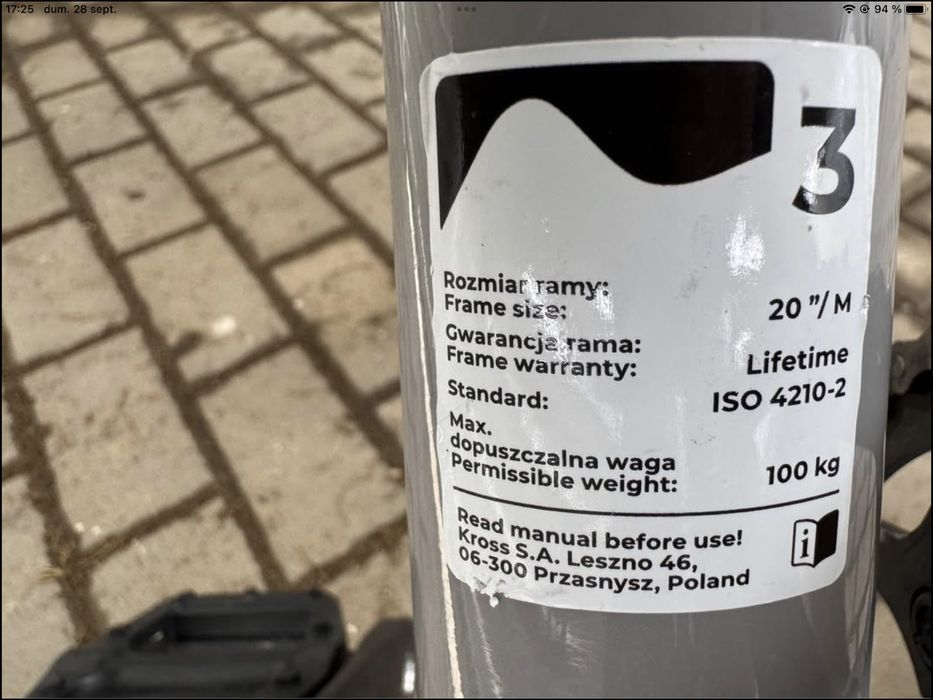 17:25 dum. 28 sept.
94 %
3
Rozmiar ramy:
Frame size:
20 ”/ M
Gwarancja rama:
Frame warranty:
Lifetime
Standard:
ISO 4210-2
Max.
dopuszczalna waga
Permissible weight:
100 kg
Read manual before use!
Kross S.A. Leszno 46,
06-300 Przasnysz, Poland
i